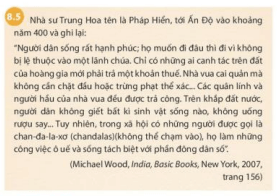 8.5 Nhà sư Trung Hoa tên là Pháp Hiển, tới Ấn Độ vào khoảng
năm 400 và ghi lại:
"Người dân sống rất hạnh phúc; họ muốn đi đâu thì đi vì không
bị lệ thuộc vào một lãnh chúa. Chỉ có những ai canh tác trên đất
của hoàng gia mới phải trả một khoản thuế. Nhà vua cai quản mà
không cần chặt đầu hoặc trừng phạt thể xác... Các quân lính và
người hầu của nhà vua đều được trả công. Trên khắp đất nước,
người dân không giết bất kì sinh vật sống nào, không uống
rượu say... Tuy nhiên, trong xã hội có những người được gọi là
chan-đa-la-xơ (chandalas)(không thể chạm vào), họ làm những
công việc ô uế và sống tách biệt với phần đông dân số".
(Michael Wood, India, Basic Books, New York, 2007,
trang 156)